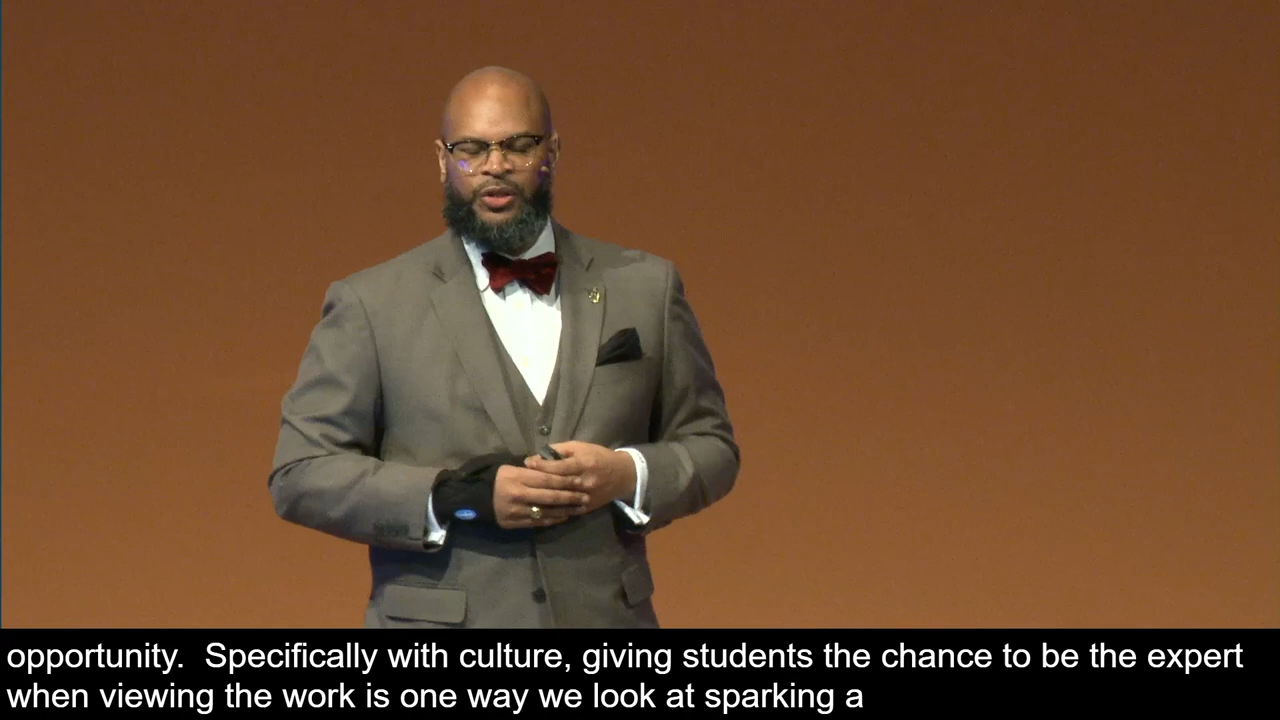 opportunity.  Specifically with culture, giving students the chance to be the expert
when viewing the work is one way we look at sparking a